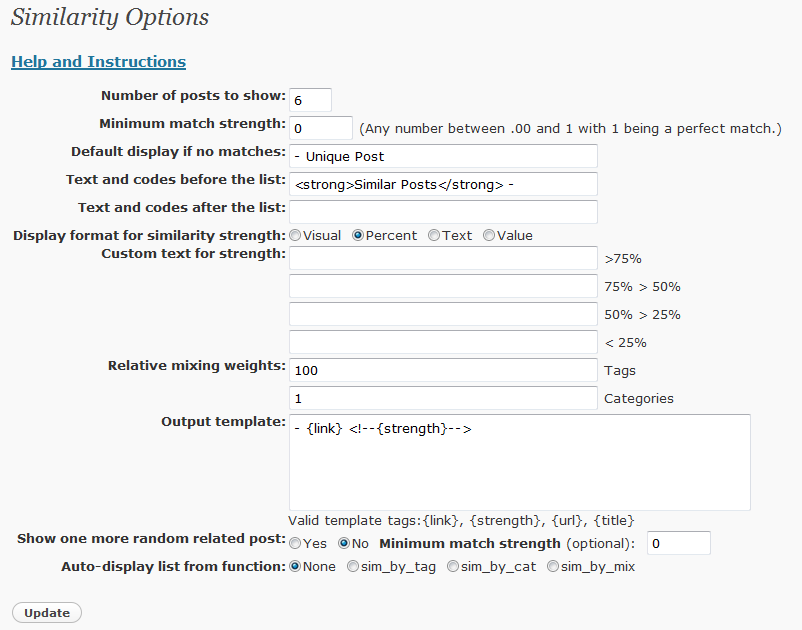 Similarity Options
Help and Instructions
Number of posts to show: 6
Minimum match strength: 0 (Any number between .00 and 1 with 1 being a perfect match.)
Default display if no matches: - Unique Post
Text and codes before the list: <strong>Similar Posts</strong> -
Text and codes after the list:
Display format for similarity strength: Visual Percent Text Value
Custom text for strength: >75%
75% > 50%
50% > 25%
< 25%
Relative mixing weights: 100 Tags
1 Categories
Output template: - {link} <!--{strength}-->
Valid template tags:{link}, {strength}, {url}, {title}
Show one more random related post: Yes No Minimum match strength (optional): 0
Auto-display list from function: None sim_by_tag sim_by_cat sim_by_mix
Update